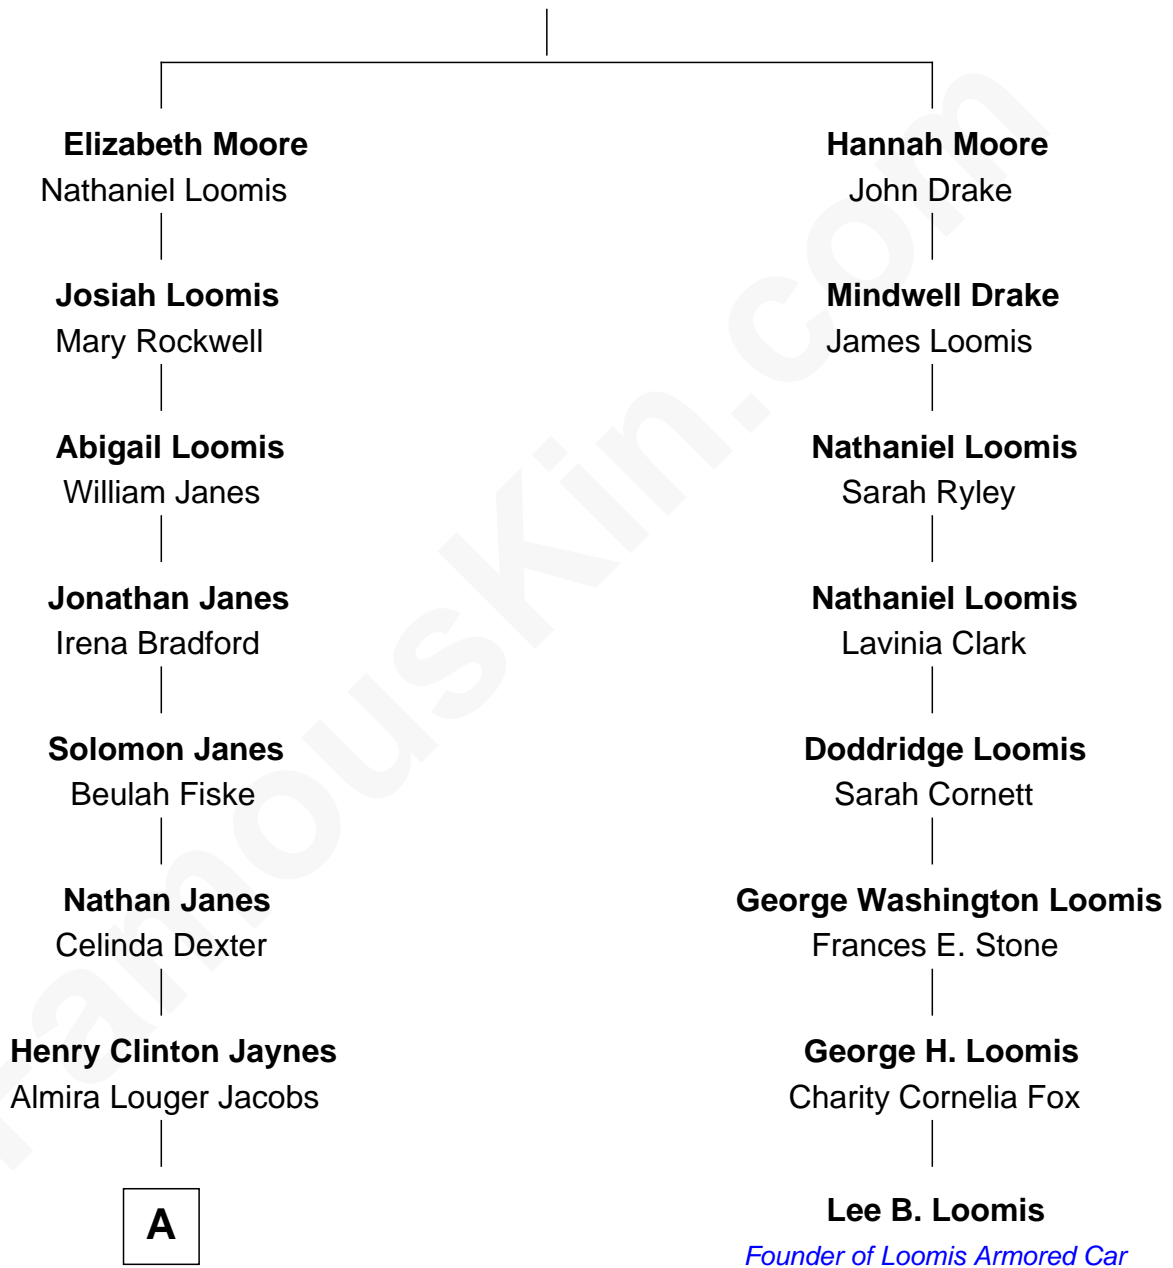 Elizabeth Moore
Nathaniel Loomis
Josiah Loomis
Mary Rockwell
Abigail Loomis
William Janes
Jonathan Janes
Irena Bradford
Solomon Janes
Beulah Fiske
Nathan Janes
Celinda Dexter
Henry Clinton Jaynes
Almira Louger Jacobs
A
Hannah Moore
John Drake
Mindwell Drake
James Loomis
Nathaniel Loomis
Sarah Ryley
Nathaniel Loomis
Lavinia Clark
Doddridge Loomis
Sarah Cornett
George Washington Loomis
Frances E. Stone
George H. Loomis
Charity Cornelia Fox
Lee B. Loomis
Founder of Loomis Armored Car
FamousKin.com